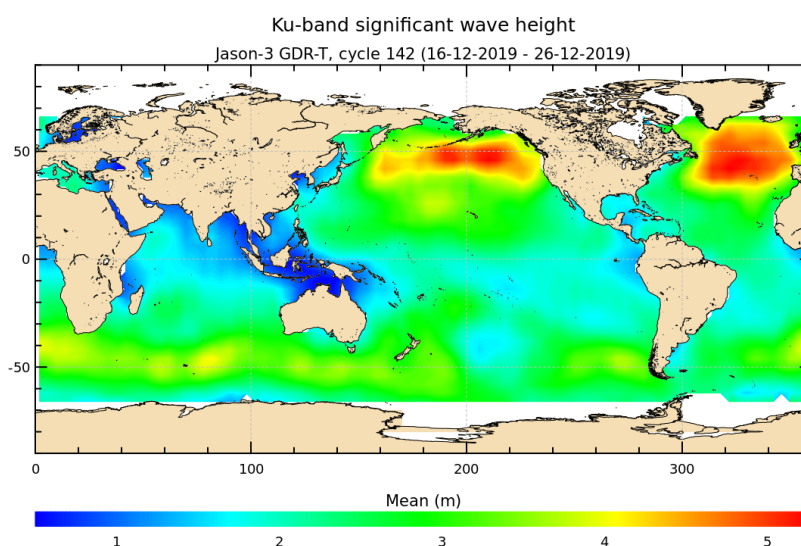 Ku-band significant wave height
Jason-3 GDR-T, cycle 142 (16-12-2019 - 26-12-2019)
50
0
-50
0 100 200 300
Mean (m)
1 2 3 4 5